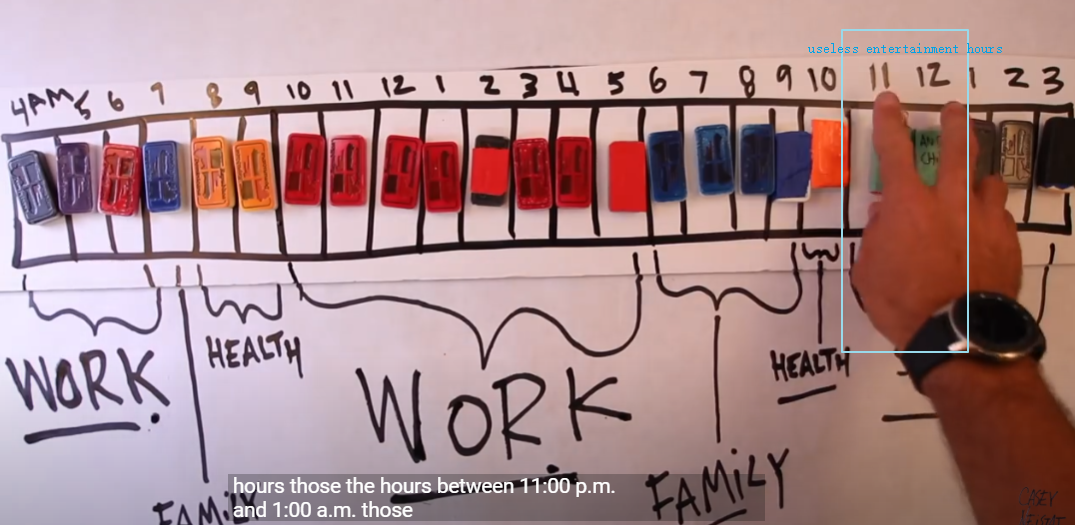 useless entertainment hours
4AM 5 6 7 8 9 10 11 12 1 2 3 4 5 6 7 8 9 10 11 12 1 2 3
WORK
HEALTH
WORK
HEALTH
FAMILY
FAMILY
hours those the hours between 11:00 p.m.
and 1:00 a.m. those